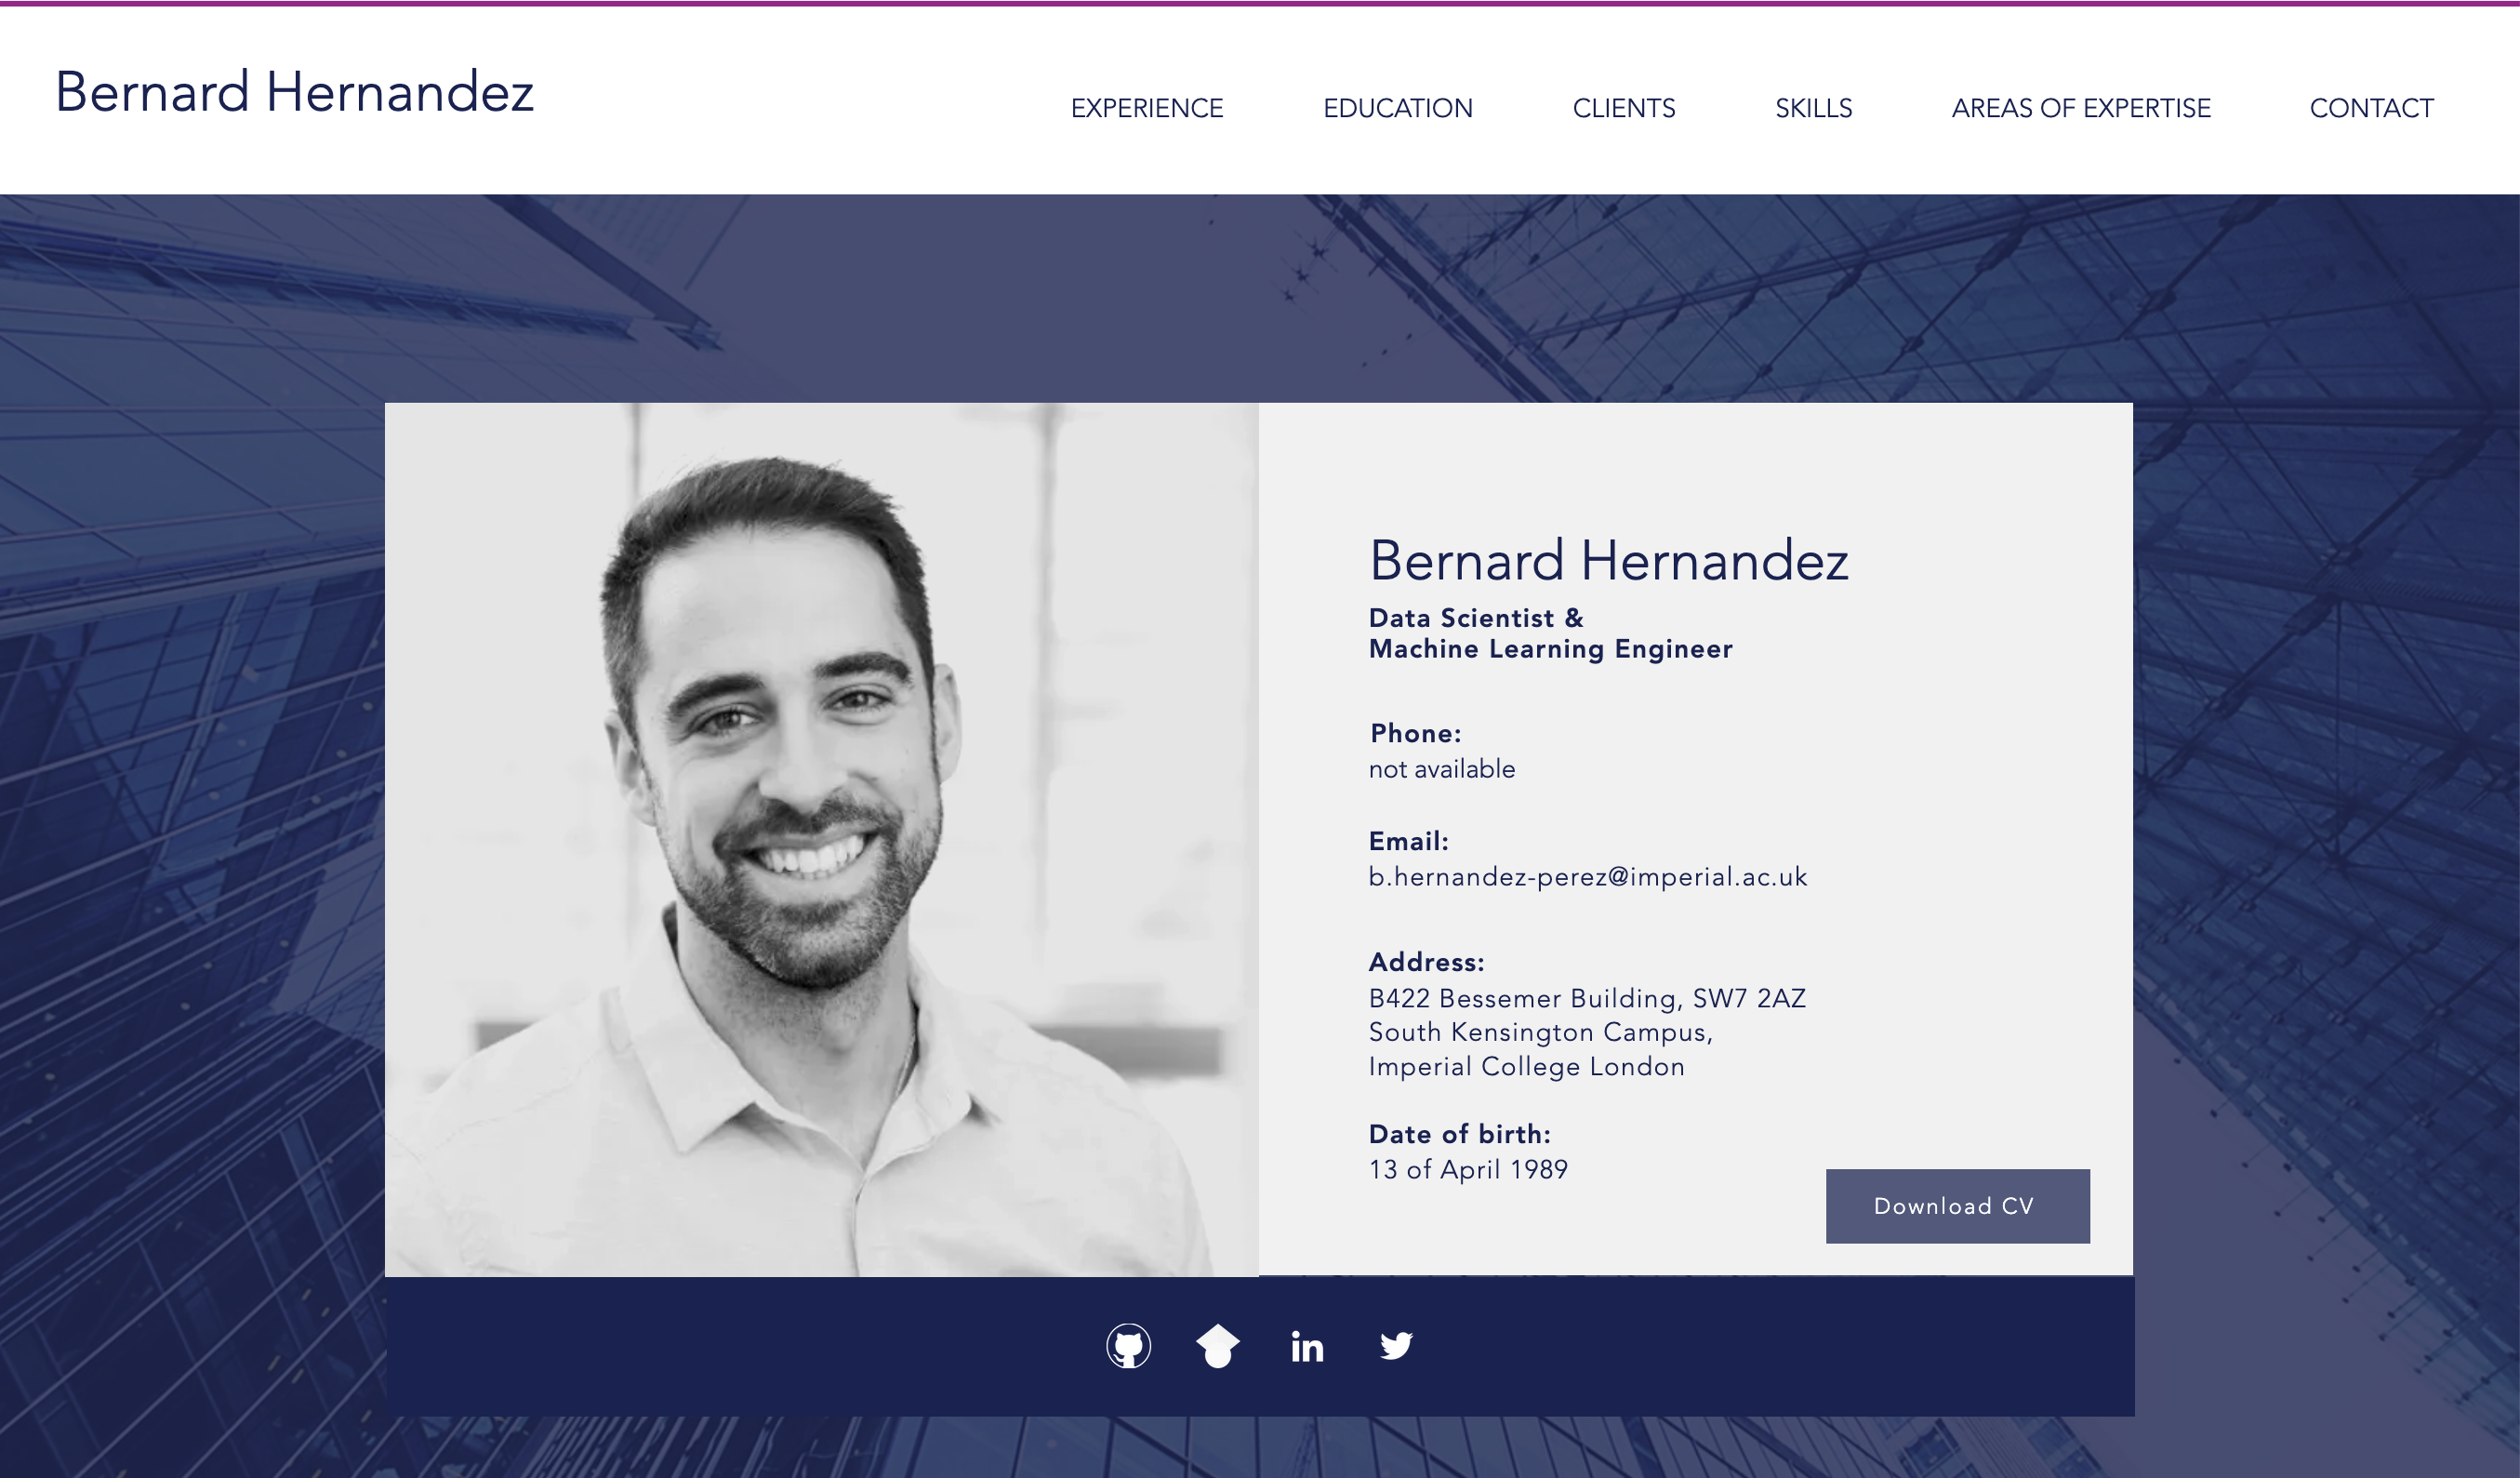 Bernard Hernandez
EXPERIENCE
EDUCATION
CLIENTS
SKILLS
AREAS OF EXPERTISE
CONTACT
Bernard Hernandez
Data Scientist &
Machine Learning Engineer
Phone:
not available
Email:
b.hernandez-perez@imperial.ac.uk
Address:
B422 Bessemer Building, SW7 2AZ
South Kensington Campus,
Imperial College London
Date of birth:
13 of April 1989
Download CV
in